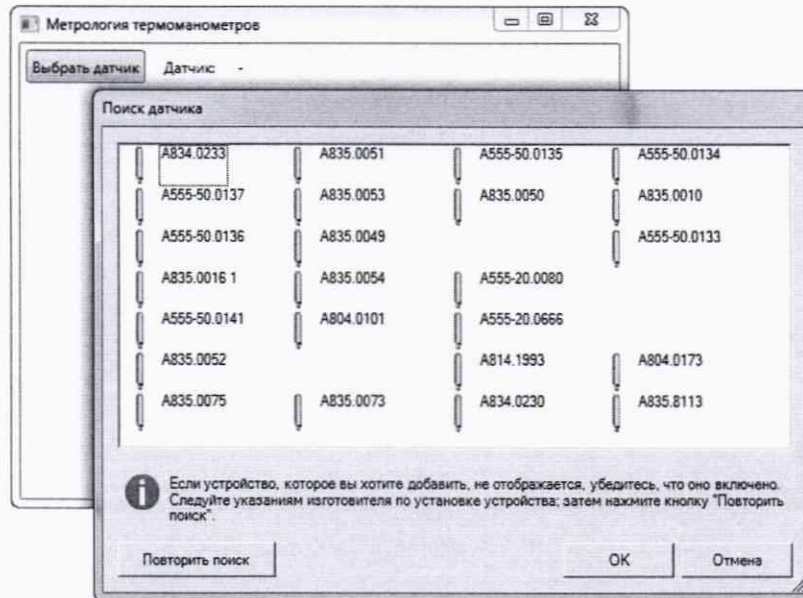 Метрология термоманометров
Выбрать датчик Датчик: -
Поиск датчика
A834.0233 A835.0051 A555-50.0135 A555-50.0134
A555-50.0137 A835.0053 A835.0050 A835.0010
A555-50.0136 A835.0049 A555-50.0133
A835.0016 1 A835.0054 A555-20.0080
A555-50.0141 A804.0101 A555-20.0666
A835.0052 A814.1993 A804.0173
A835.0075 A835.0073 A834.0230 A835.8113
Если устройство, которое вы хотите добавить, не отображается, убедитесь, что оно включено.
Следуйте указаниям изготовителя по установке устройства; затем нажмите кнопку "Повторить
поиск".
Повторить поиск OK Отмена